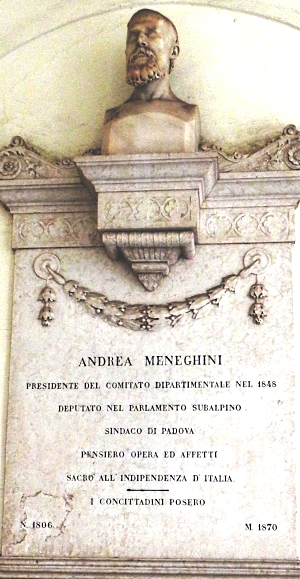 ANDREA MENEGHINI
PRESIDENTE DEL COMITATO DIPARTIMENTALE NEL 1848
DEPUTATO NEL PARLAMENTO SUBALPINO
SINDACO DI PADOVA
PENSIERO OPERA ED AFFETTI
SACRÒ ALL' INDIPENDENZA D' ITALIA.
I CONCITTADINI POSERO
N. 1806. M. 1870